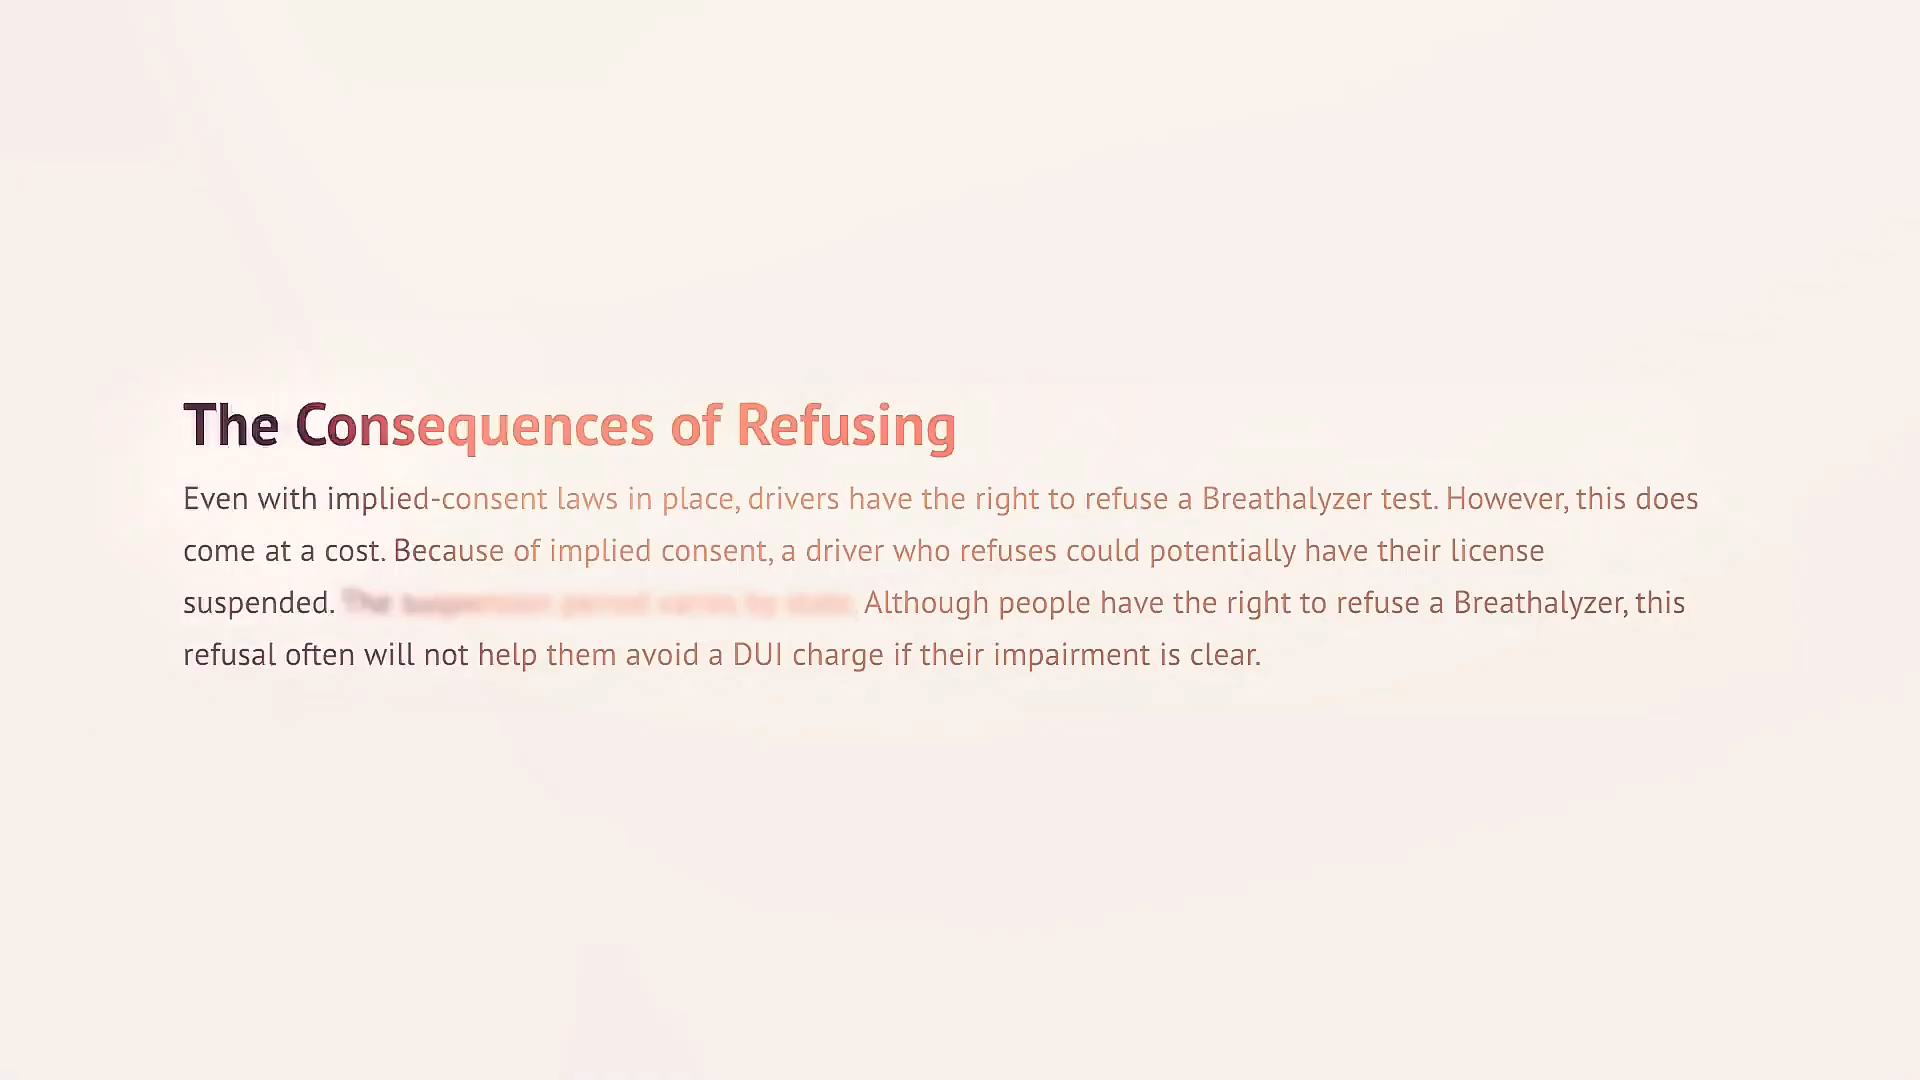 The Consequences of Refusing
Even with implied-consent laws in place, drivers have the right to refuse a Breathalyzer test. However, this does
come at a cost. Because of implied consent, a driver who refuses could potentially have their license
suspended. Although people have the right to refuse a Breathalyzer, this
refusal often will not help them avoid a DUI charge if their impairment is clear.